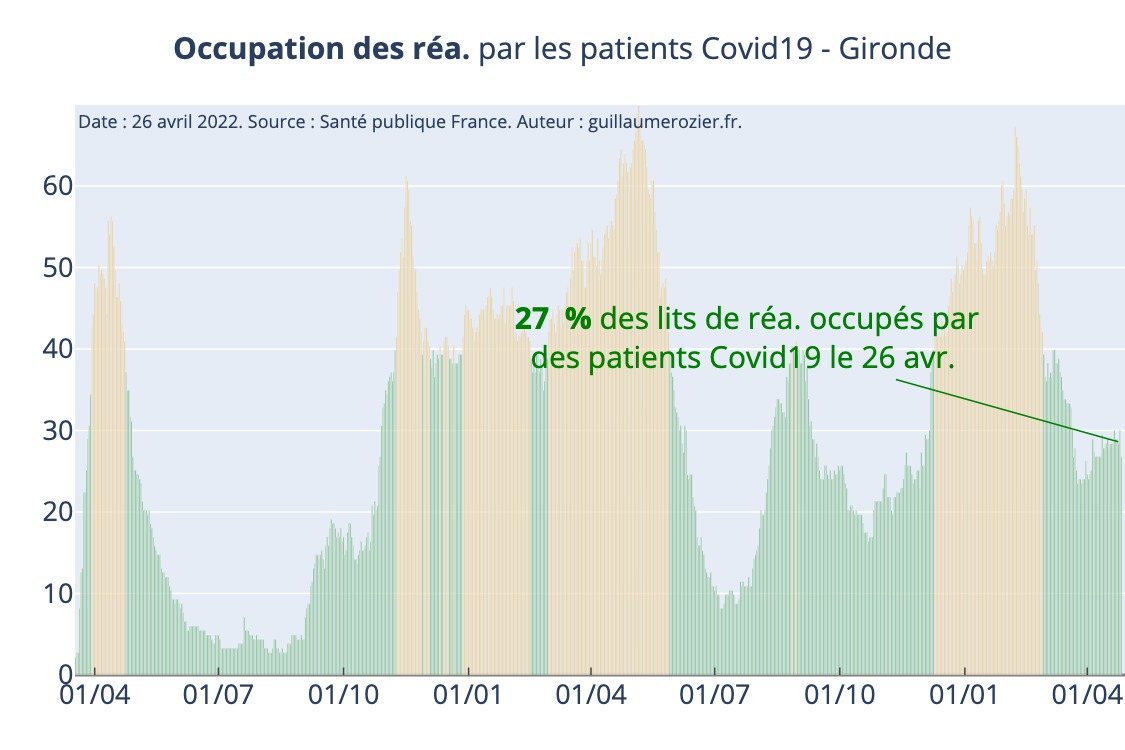 Occupation des réa. par les patients Covid19 - Gironde
Date : 26 avril 2022. Source : Santé publique France. Auteur : guillaumerozier.fr.
60
50
27 % des lits de réa. occupés par
des patients Covid19 le 26 avr.
40
30
20
10
0
01/04 01/07 01/10 01/01 01/04 01/07 01/10 01/01 01/04